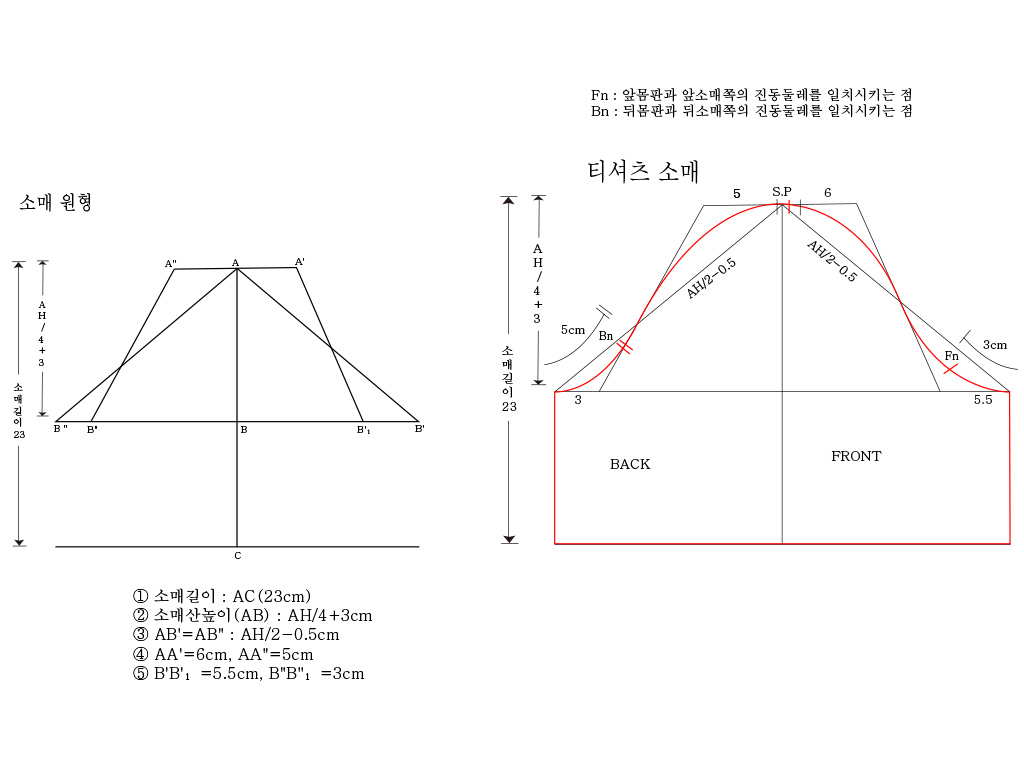 Fn : 앞몸판과 앞소매쪽의 진동둘레를 일치시키는 점
Bn : 뒤몸판과 뒤소매쪽의 진동둘레를 일치시키는 점
소매 원형
A"
A
A'
AH/4+3
소매길이 23
B"
B"
B
B'₁
B'
C
① 소매길이 : AC(23cm)
② 소매산높이(AB) : AH/4+3cm
③ AB'=AB" : AH/2-0.5cm
④ AA'=6cm, AA"=5cm
⑤ B'B'₁ =5.5cm, B"B"₁ =3cm
티셔츠 소매
5
S.P
6
AH/4+3
소매길이 23
AH/2-0.5
AH/2-0.5
5cm
Bn
3cm
Fn
3
5.5
BACK
FRONT